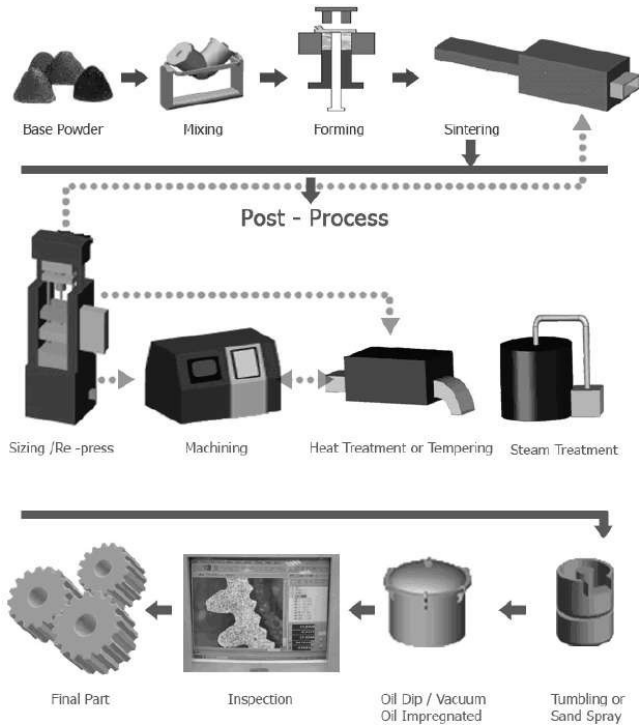 Base Powder
Mixing
Forming
Sintering
Post - Process
Sizing /Re -press
Machining
Heat Treatment or Tempering
Steam Treatment
Final Part
Inspection
Oil Dip / Vacuum
Oil Impregnated
Tumbling or
Sand Spray